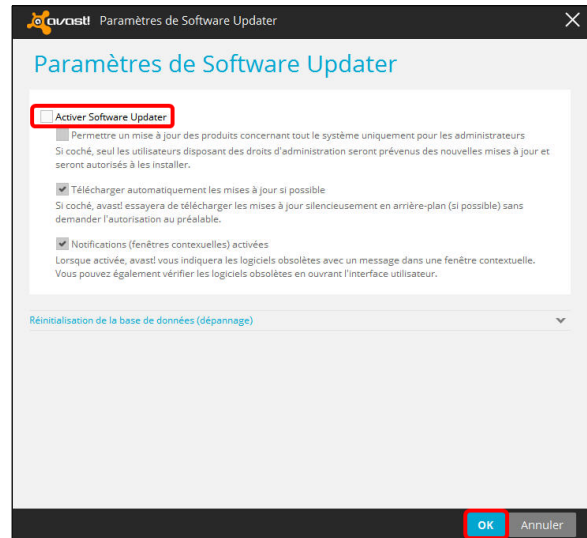 avast! Paramètres de Software Updater
Paramètres de Software Updater
Activer Software Updater
Permettre un mise à jour des produits concernant tout le système uniquement pour les administrateurs
Si coché, seul les utilisateurs disposant des droits d'administration seront prévenus des nouvelles mises à jour et
seront autorisés à les installer.
Télécharger automatiquement les mises à jour si possible
Si coché, avast! essayera de télécharger les mises à jour silencieusement en arrière-plan (si possible) sans
demander l'autorisation au préalable.
Notifications (fenêtres contextuelles) activées
Lorsque activée, avast! vous indiquera les logiciels obsolètes avec un message dans une fenêtre contextuelle.
Vous pouvez également vérifier les logiciels obsolètes en ouvrant l'interface utilisateur.
Réinitialisation de la base de données (dépannage)
OK Annuler